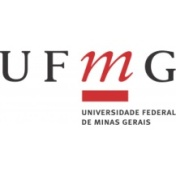 UFmG
UNIVERSIDADE FEDERAL
DE MINAS GERAIS